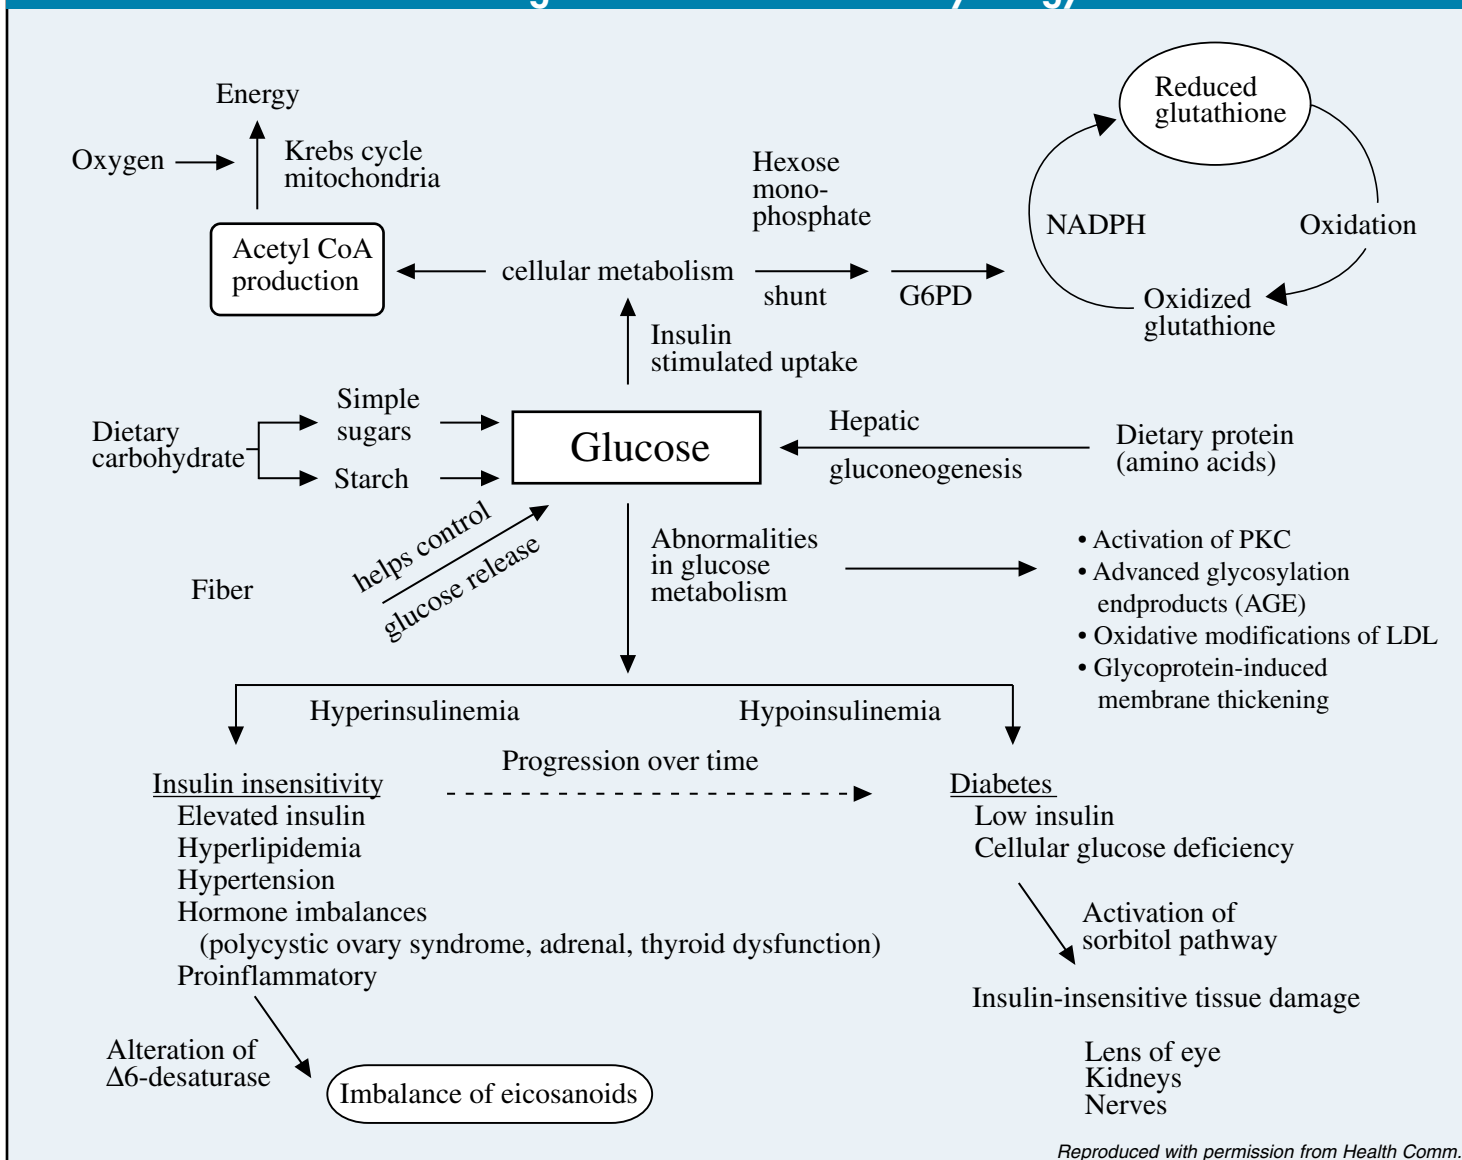 Energy
Oxygen
Krebs cycle
mitochondria
Acetyl CoA
production
cellular metabolism
Hexose
mono-
phosphate
shunt
G6PD
Reduced
glutathione
NADPH
Oxidation
Oxidized
glutathione
Insulin
stimulated uptake
Dietary
carbohydrate
Simple
sugars
Starch
Glucose
Hepatic
gluconeogenesis
Dietary protein
(amino acids)
Fiber
helps control
glucose release
Abnormalities
in glucose
metabolism
• Activation of PKC
• Advanced glycosylation
endproducts (AGE)
• Oxidative modifications of LDL
• Glycoprotein-induced
membrane thickening
Hyperinsulinemia
Hypoinsulinemia
Progression over time
Insulin insensitivity
Elevated insulin
Hyperlipidemia
Hypertension
Hormone imbalances
(polycystic ovary syndrome, adrenal, thyroid dysfunction)
Proinflammatory
Alteration of
Δ6-desaturase
Imbalance of eicosanoids
Diabetes
Low insulin
Cellular glucose deficiency
Activation of
sorbitol pathway
Insulin-insensitive tissue damage
Lens of eye
Kidneys
Nerves
Reproduced with permission from Health Comm.